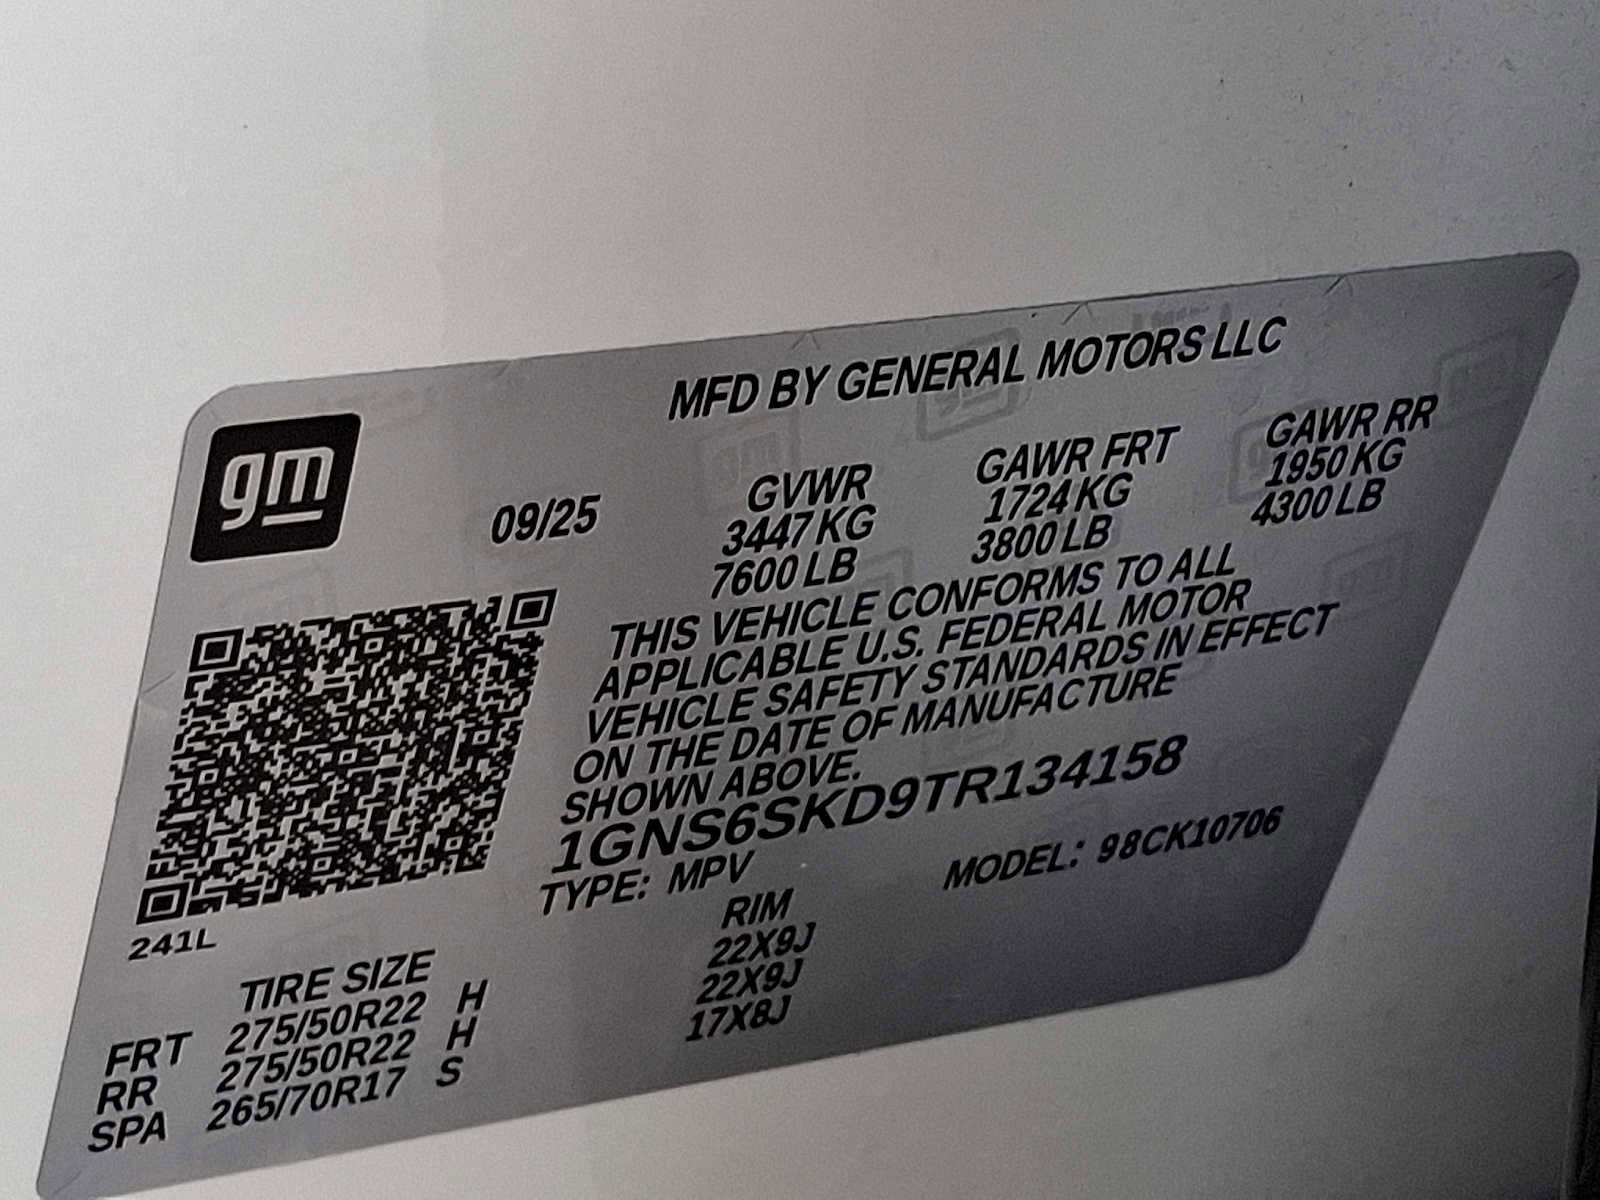 MFD BY GENERAL MOTORS LLC
gm
09/25
GVWR GAWR FRT GAWR RR
3447 KG 1724 KG 1950 KG
7600 LB 3800 LB 4300 LB
THIS VEHICLE CONFORMS TO ALL
APPLICABLE U.S. FEDERAL MOTOR
VEHICLE SAFETY STANDARDS IN EFFECT
ON THE DATE OF MANUFACTURE
SHOWN ABOVE.
1GNS6SKD9TR134158
TYPE: MPV MODEL: 98CK10706
241L
TIRE SIZE RIM
FRT 275/50R22 H 22X9J
RR 275/50R22 H 22X9J
SPA 265/70R17 S 17X8J